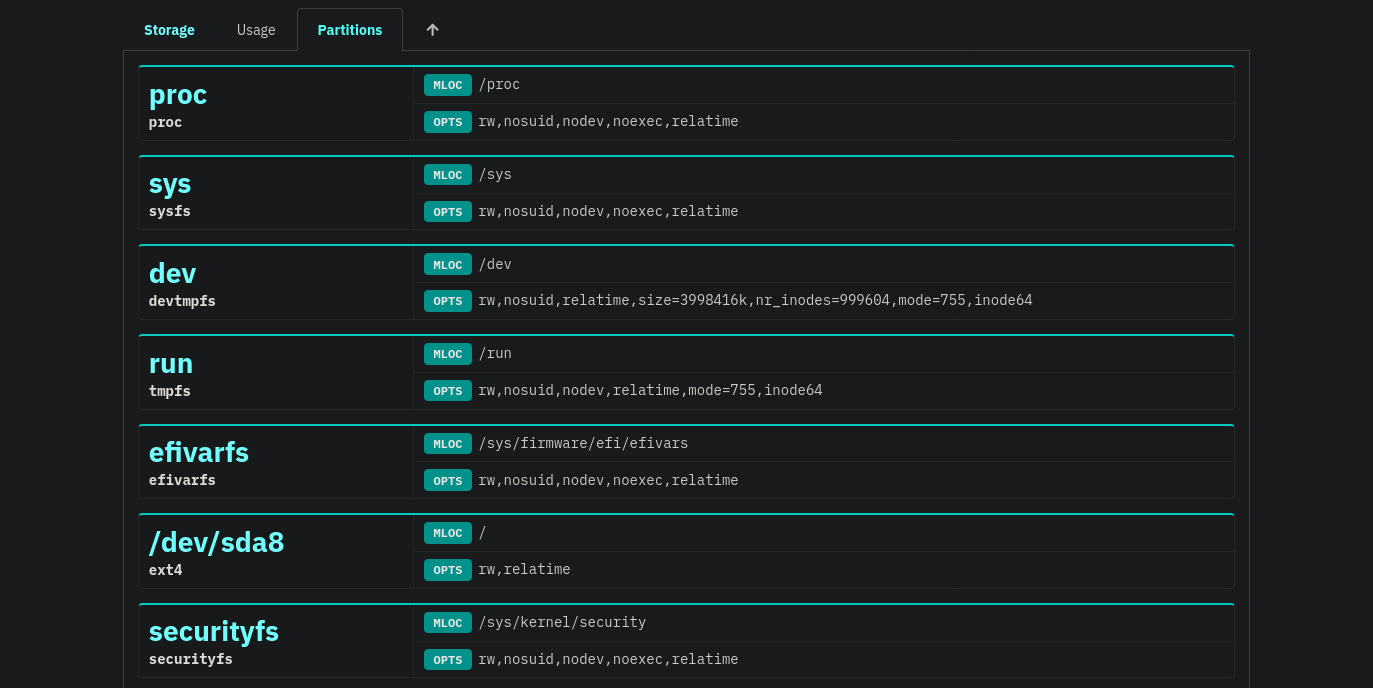 Storage Usage Partitions ↑
proc
proc
MLOC /proc
OPTS rw,nosuid,nodev,noexec,relatime
sys
sysfs
MLOC /sys
OPTS rw,nosuid,nodev,noexec,relatime
dev
devtmpfs
MLOC /dev
OPTS rw,nosuid,relatime,size=3998416k,nr_inodes=999604,mode=755,inode64
run
tmpfs
MLOC /run
OPTS rw,nosuid,nodev,relatime,mode=755,inode64
efivarfs
efivarfs
MLOC /sys/firmware/efi/efivars
OPTS rw,nosuid,nodev,noexec,relatime
/dev/sda8
ext4
MLOC /
OPTS rw,relatime
securityfs
securityfs
MLOC /sys/kernel/security
OPTS rw,nosuid,nodev,noexec,relatime